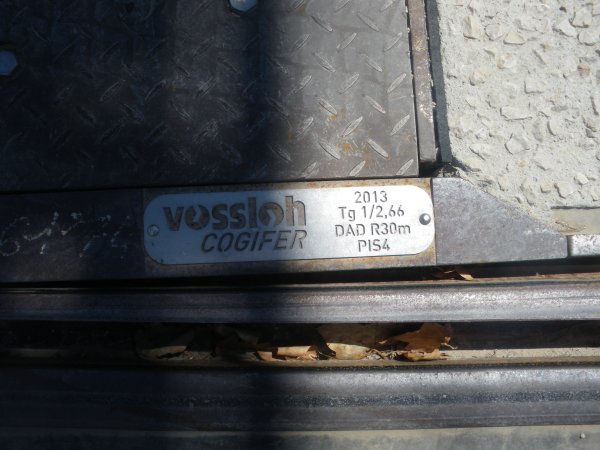 vossloh
COGIFER
2013
Tg 1/2,66
DAD R30m
PIS4